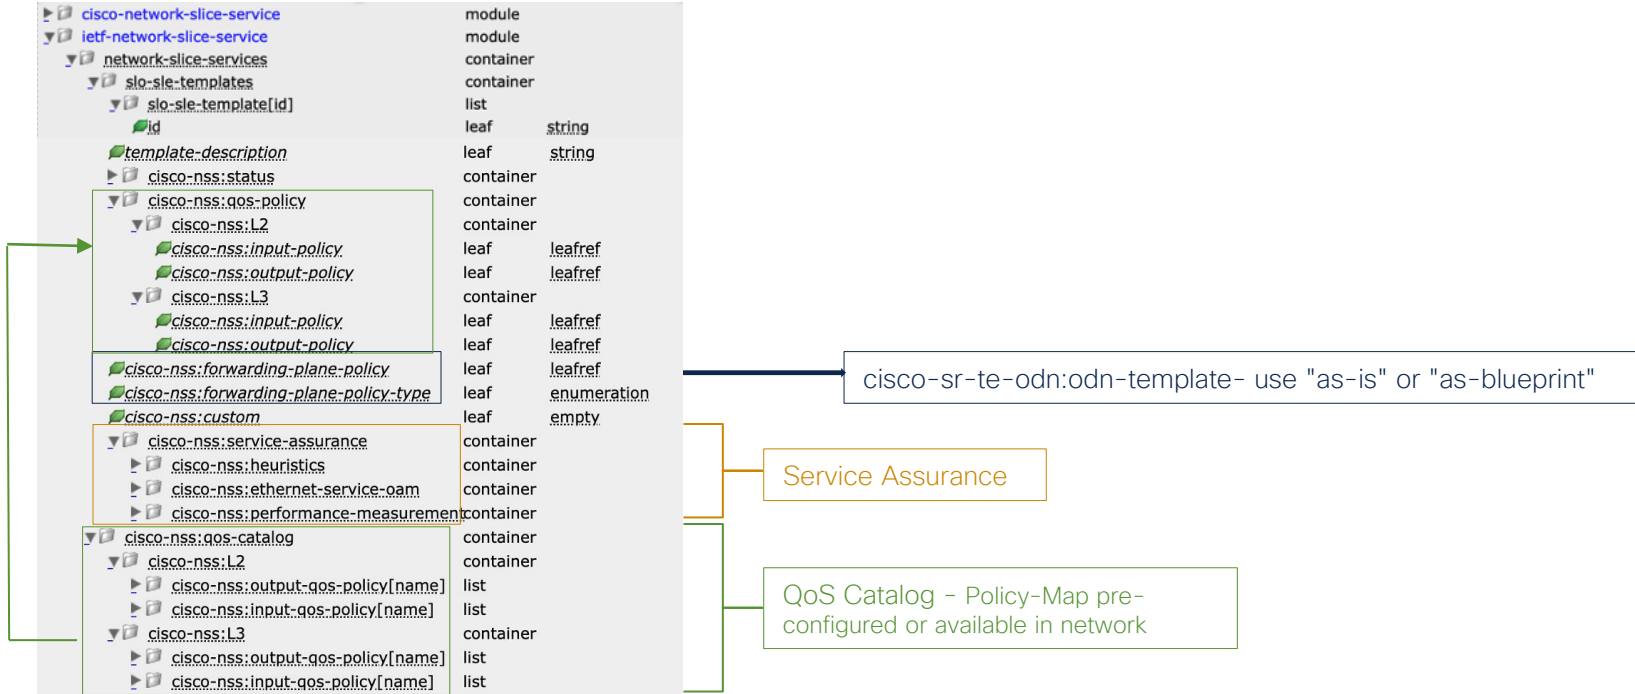 cisco-network-slice-service module
ietf-network-slice-service module
network-slice-services container
slo-sle-templates container
slo-sle-template[id] list
id leaf string
template-description leaf string
cisco-nss:status container
cisco-nss:qos-policy container
cisco-nss:L2 container
cisco-nss:input-policy leaf leafref
cisco-nss:output-policy leaf leafref
cisco-nss:L3 container
cisco-nss:input-policy leaf leafref
cisco-nss:output-policy leaf leafref
cisco-nss:forwarding-plane-policy leaf leafref
cisco-nss:forwarding-plane-policy-type leaf enumeration
cisco-nss:custom leaf empty
cisco-nss:service-assurance container
cisco-nss:heuristics container
cisco-nss:ethernet-service-oam container
cisco-nss:performance-measurement container
cisco-nss:qos-catalog container
cisco-nss:L2 container
cisco-nss:output-qos-policy[name] list
cisco-nss:input-qos-policy[name] list
cisco-nss:L3 container
cisco-nss:output-qos-policy[name] list
cisco-nss:input-qos-policy[name] list
cisco-sr-te-odn:odn-template- use "as-is" or "as-blueprint"
Service Assurance
QoS Catalog - Policy-Map pre-
configured or available in network